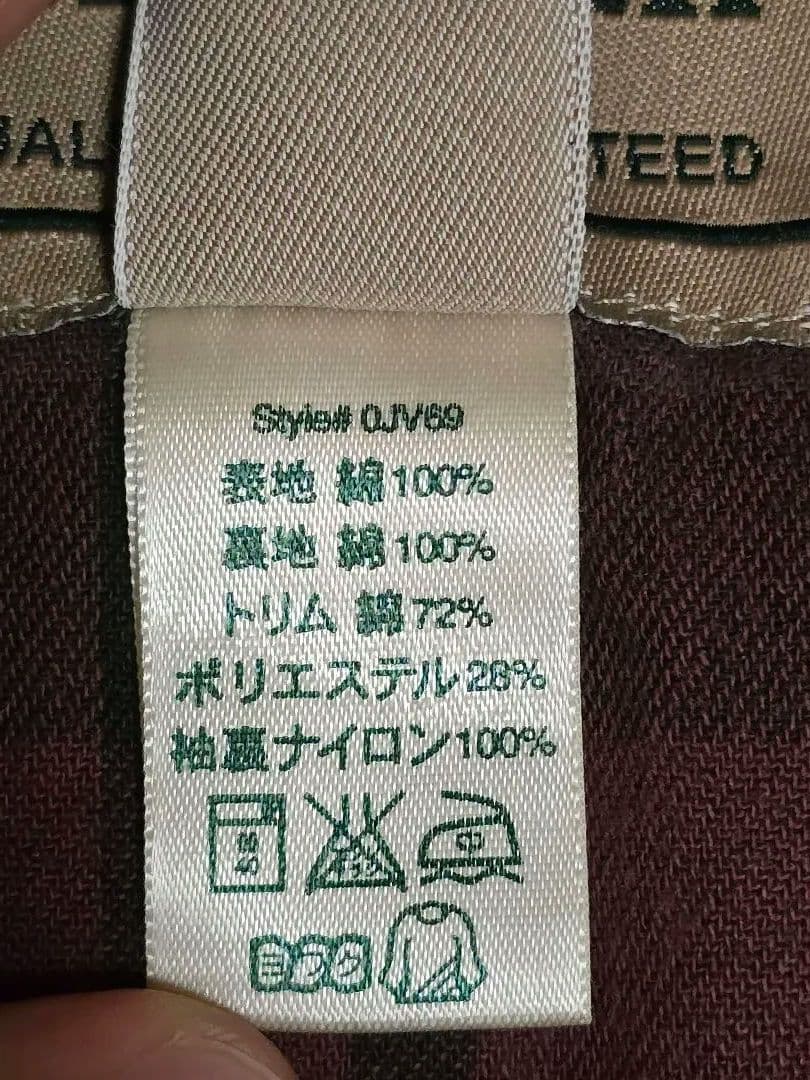 TEED
Style# 0JV69
表地 綿100%
裏地 綿100%
トリム 綿72%
ポリエステル28%
袖裏ナイロン100%
40
中